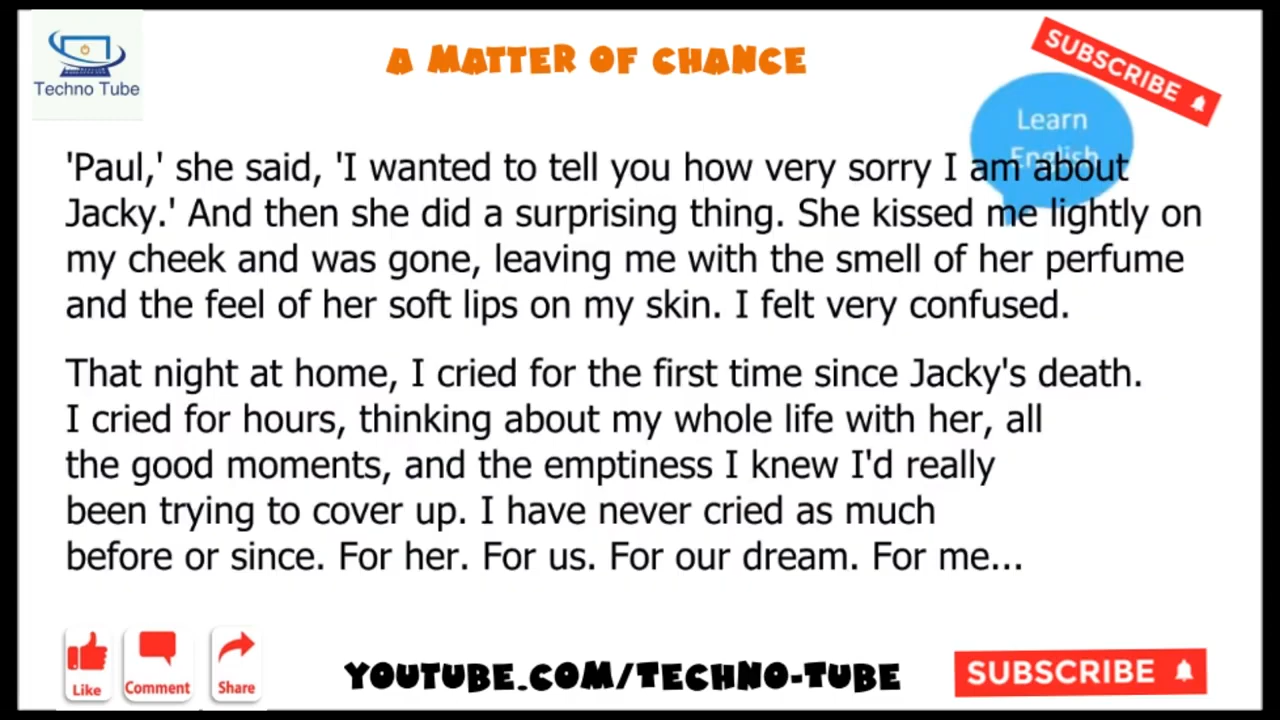 A MATTER OF CHANCE
SUBSCRIBE
Techno Tube
Learn
English
'Paul,' she said, 'I wanted to tell you how very sorry I am about
Jacky.' And then she did a surprising thing. She kissed me lightly on
my cheek and was gone, leaving me with the smell of her perfume
and the feel of her soft lips on my skin. I felt very confused.
That night at home, I cried for the first time since Jacky's death.
I cried for hours, thinking about my whole life with her, all
the good moments, and the emptiness I knew I'd really
been trying to cover up. I have never cried as much
before or since. For her. For us. For our dream. For me...
Like
Comment
Share
YOUTUBE.COM/TECHNO-TUBE
SUBSCRIBE